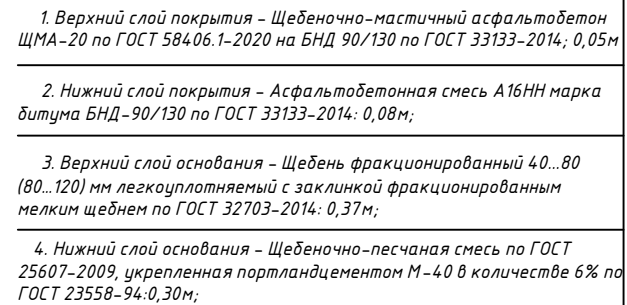 1. Верхний слой покрытия - Щебеночно-мастичный асфальтобетон
ЩМА-20 по ГОСТ 58406.1-2020 на БНД 90/130 по ГОСТ 33133-2014; 0,05м
2. Нижний слой покрытия - Асфальтобетонная смесь А16НН марка
битума БНД-90/130 по ГОСТ 33133-2014: 0,08м;
3. Верхний слой основания - Щебень фракционированный 40...80
(80...120) мм легкоуплотняемый с заклинкой фракционированным
мелким щебнем по ГОСТ 32703-2014: 0,37м;
4. Нижний слой основания - Щебеночно-песчаная смесь по ГОСТ
25607-2009, укрепленная портландцементом М-40 в количестве 6% по
ГОСТ 23558-94:0,30м;